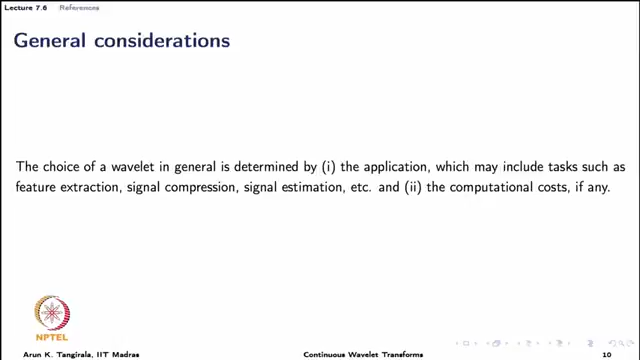 Lecture 7.6 References
General considerations
The choice of a wavelet in general is determined by (i) the application, which may include tasks such as
feature extraction, signal compression, signal estimation, etc. and (ii) the computational costs, if any.
NPTEL
Arun K. Tangirala, IIT Madras Continuous Wavelet Transforms 10